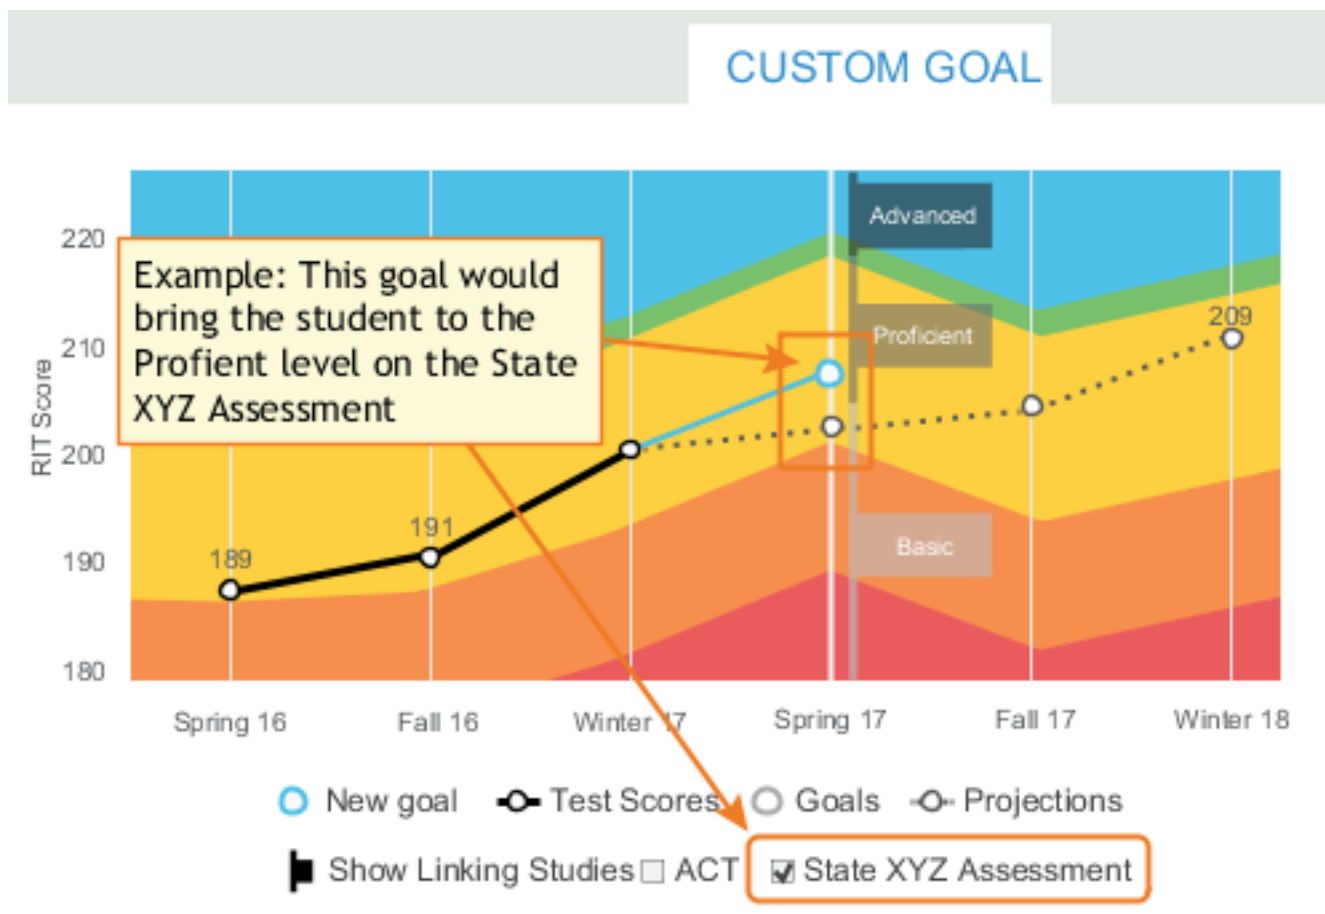 CUSTOM GOAL
Advanced
220
Example: This goal would
bring the student to the
Profient level on the State
XYZ Assessment
209
210
Proficient
RIT Score
200
191
Basic
189
190
180
Spring 16
Fall 16
Winter 17
Spring 17
Fall 17
Winter 18
New goal
Test Scores
Goals
Projections
Show Linking Studies
ACT
State XYZ Assessment